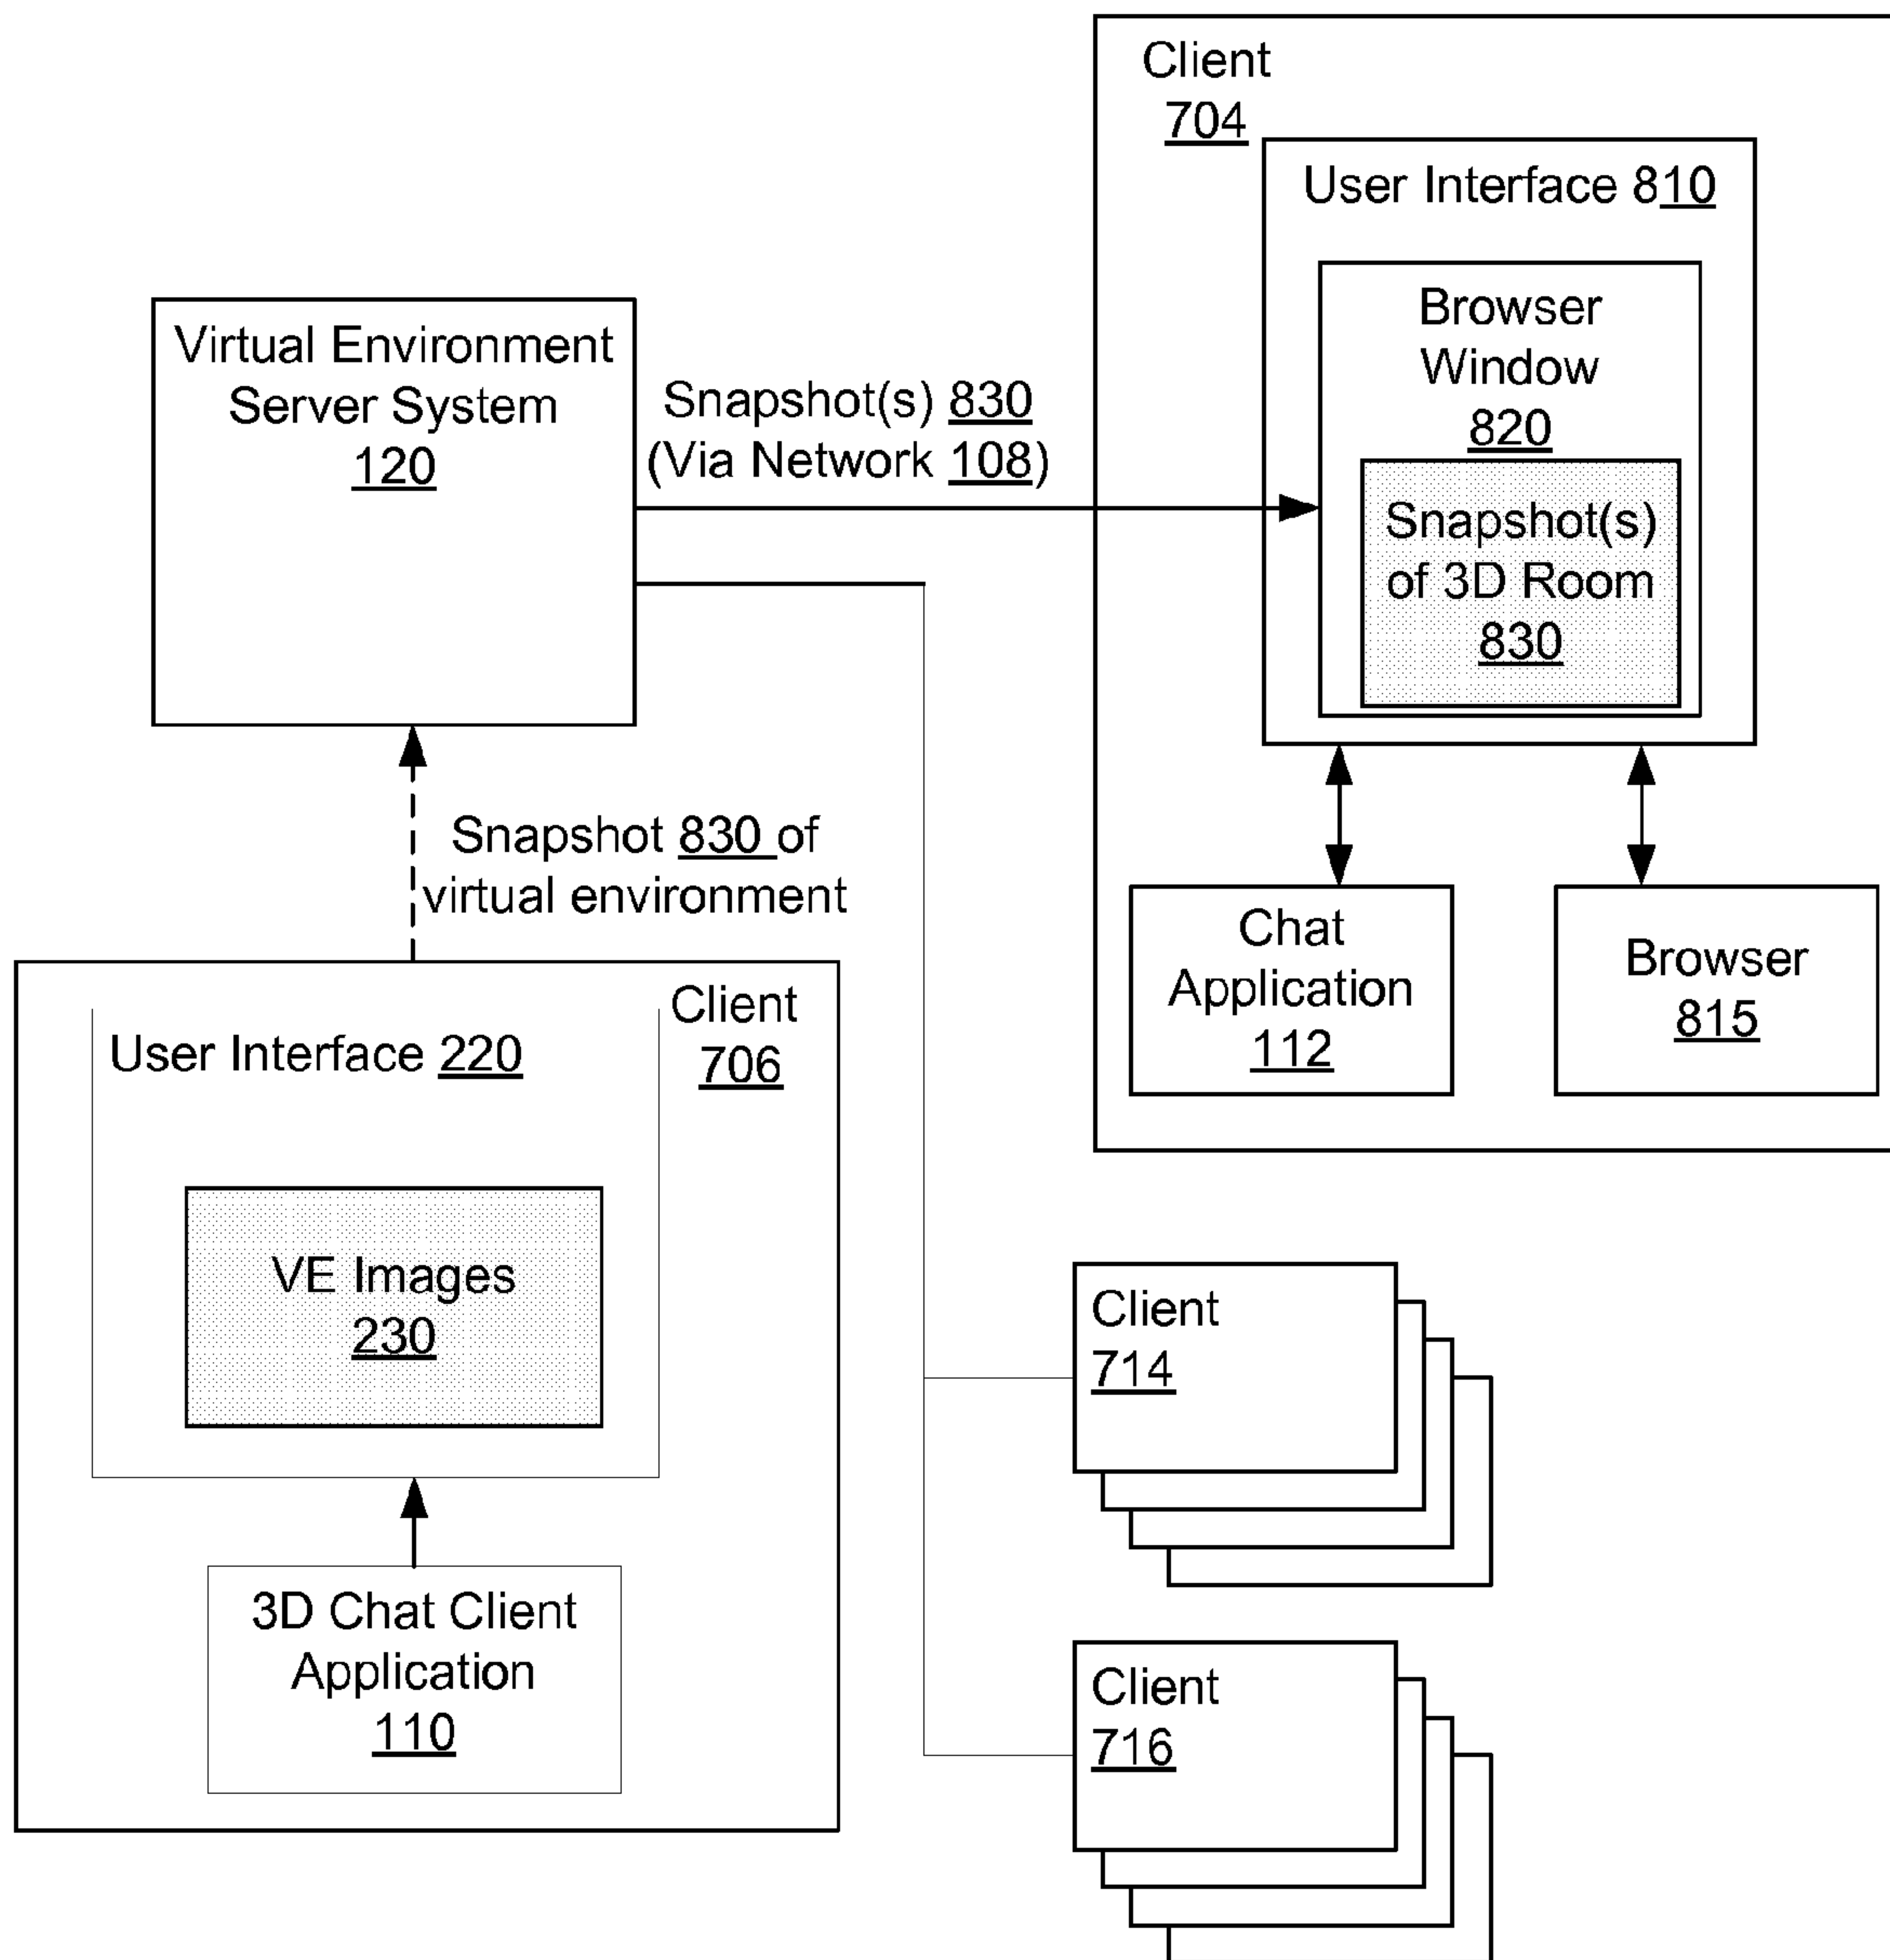 Client
704
User Interface 810
Browser
Window
820
Snapshot(s)
of 3D Room
830
Virtual Environment
Server System
120
Snapshot(s) 830
(Via Network 108)
Snapshot 830 of
virtual environment
Chat
Application
112
Browser
815
Client
706
User Interface 220
VE Images
230
3D Chat Client
Application
110
Client
714
Client
716